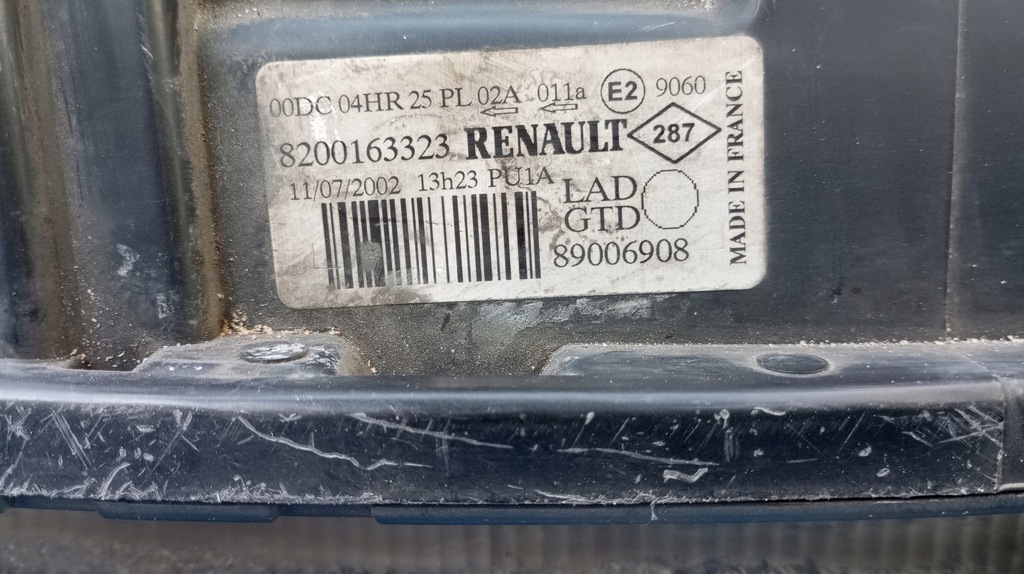 00DC 04HR 25 PL 02A 011a E2 9060
8200163323 RENAULT 287
11/07/2002 13h23 PU1A LAD
GTD
89006908
MADE IN FRANCE